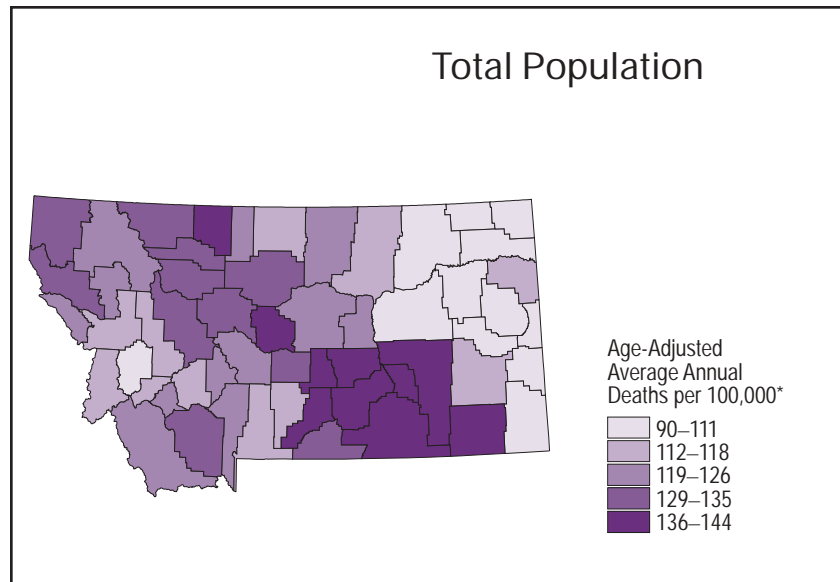 Total Population
Age-Adjusted
Average Annual
Deaths per 100,000*
90–111
112–118
119–126
129–135
136–144